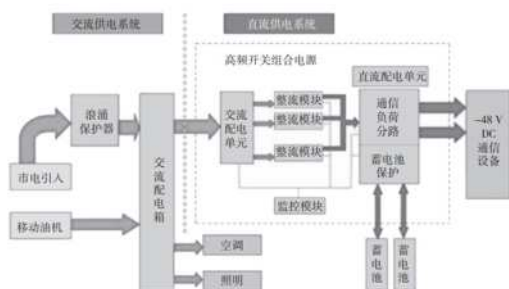 交流供电系统
直流供电系统
高频开关组合电源
直流配电单元
浪涌
保护器
市电引入
移动油机
交流配电箱
交流
配电
单元
整流模块
整流模块
整流模块
监控模块
通信
负荷
分路
蓄电池
保护
-48 V
DC
通信
设备
空调
照明
蓄电池
蓄电池